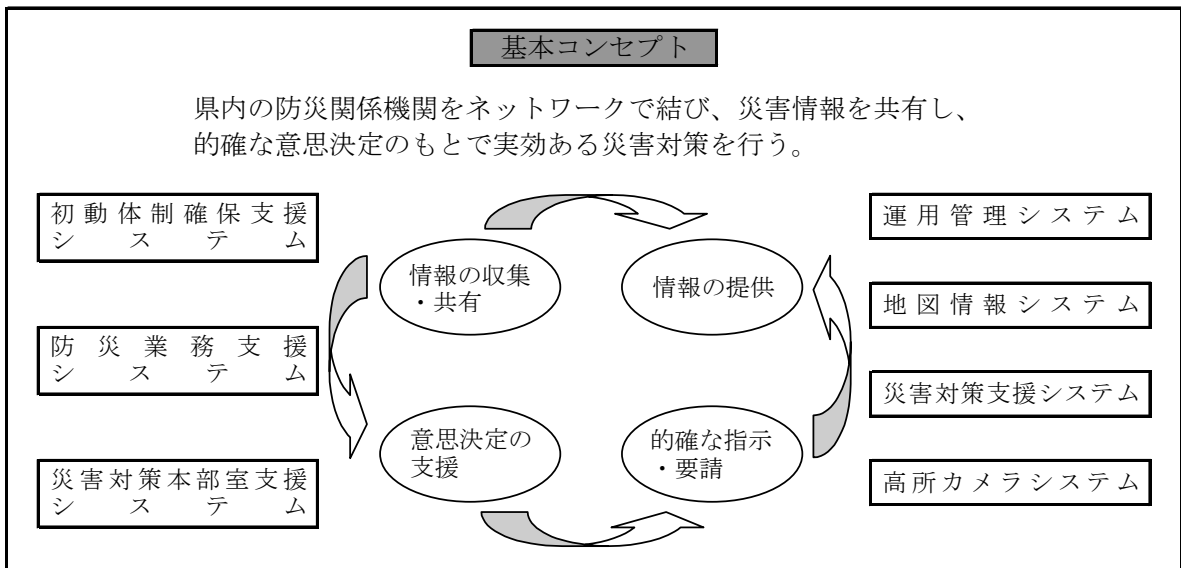 基本コンセプト
県内の防災関係機関をネットワークで結び、災害情報を共有し、
的確な意思決定のもとで実効ある災害対策を行う。
初動体制確保支援
システム
防災業務支援
システム
災害対策本部室支援
システム
情報の収集
・共有
情報の提供
意思決定の
支援
的確な指示
・要請
運用管理システム
地図情報システム
災害対策支援システム
高所カメラシステム